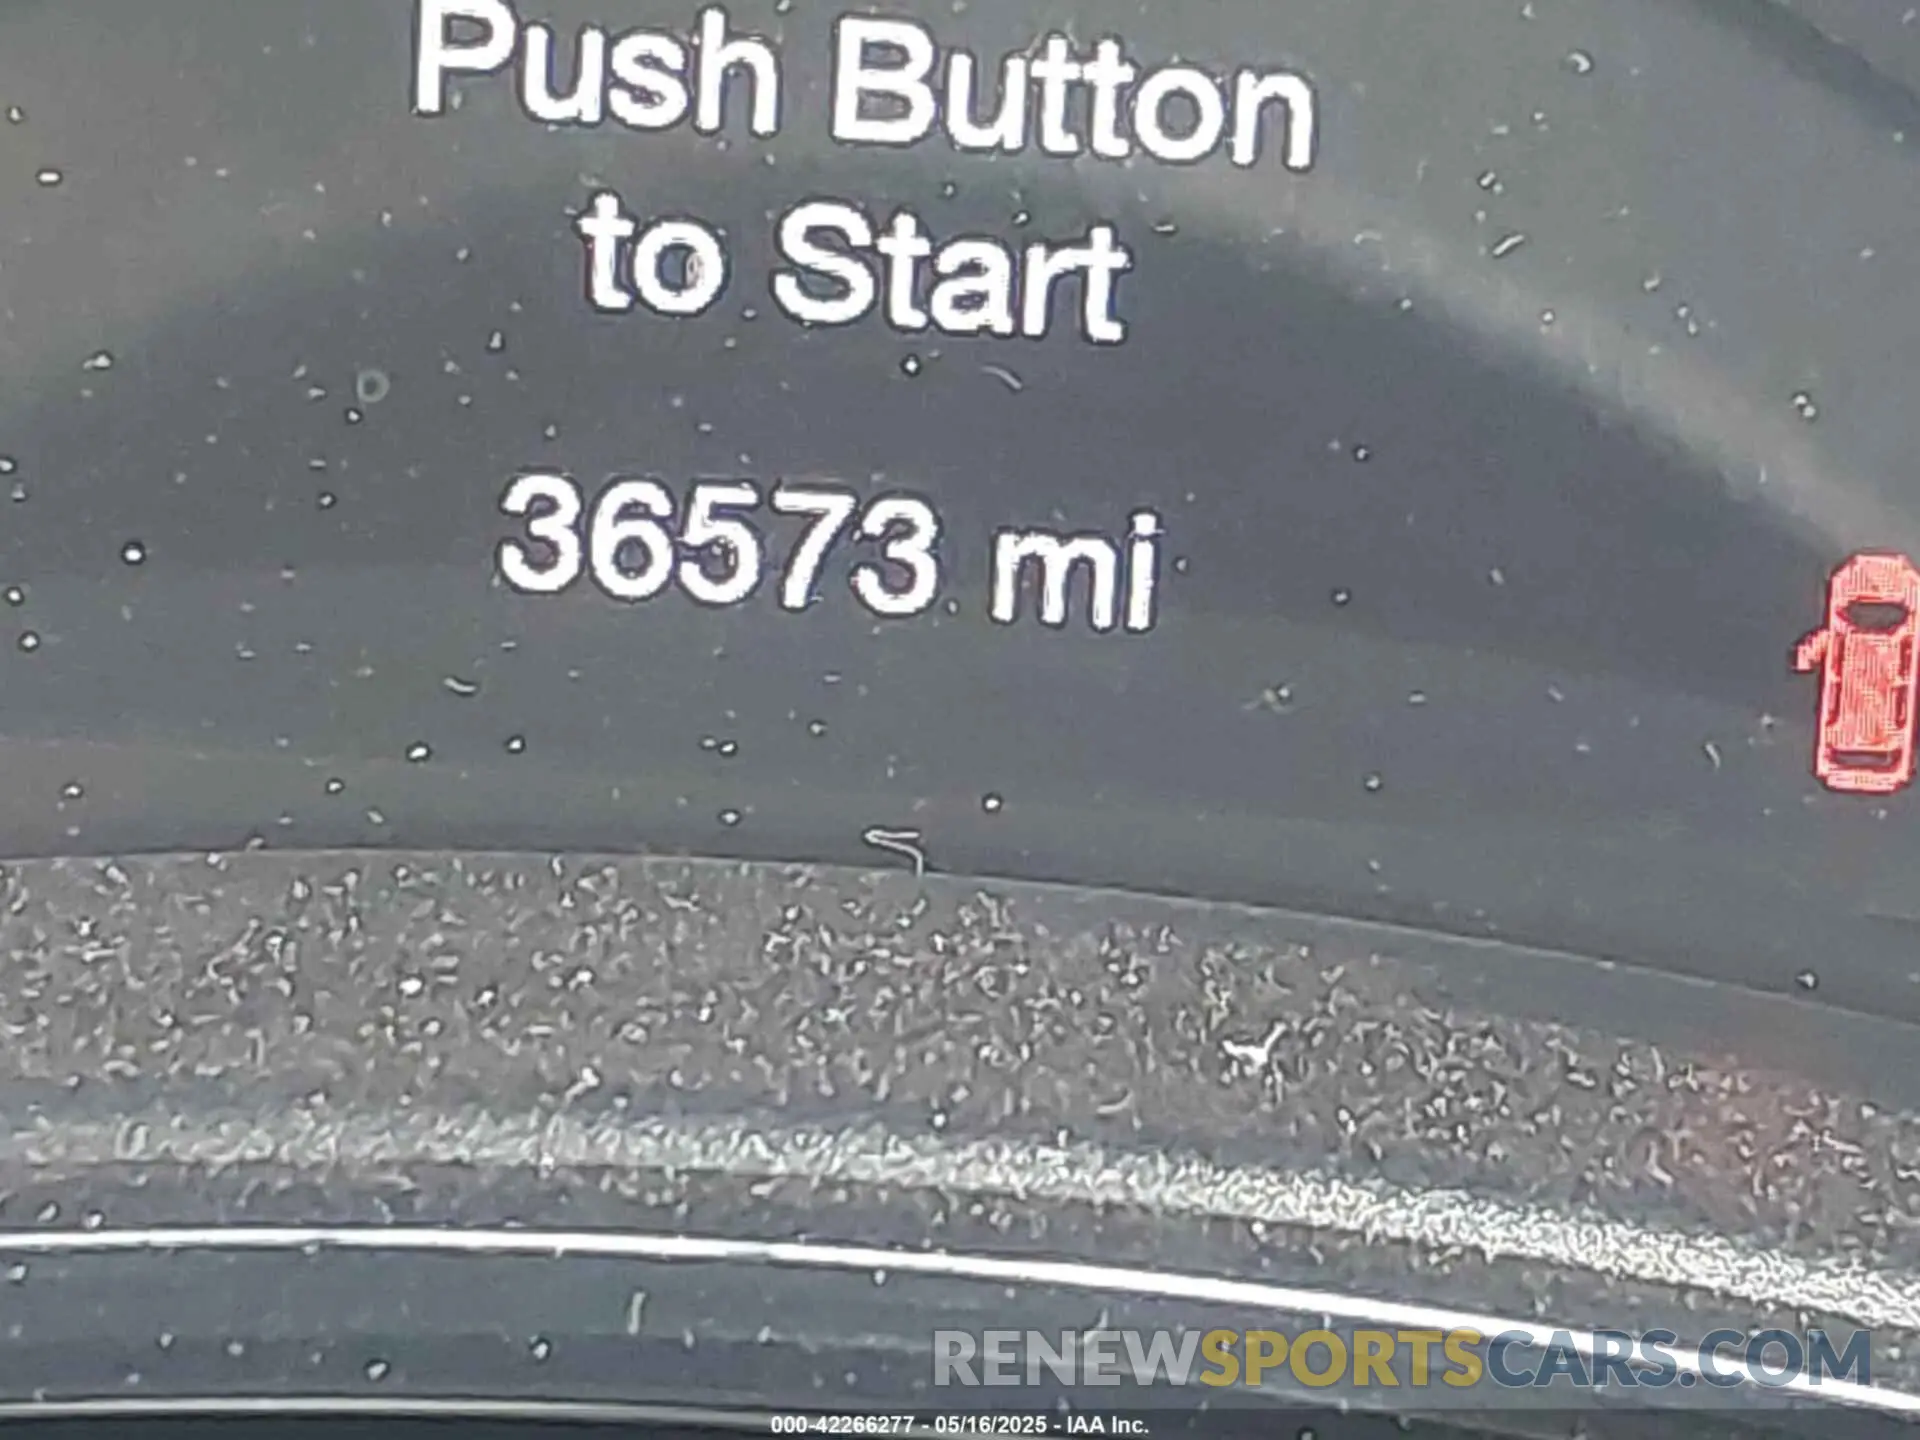 Push Button
to Start
36573 mi
RENEWSPORTSCARS.COM
000-42266277 - 05/16/2025 - IAA Inc.